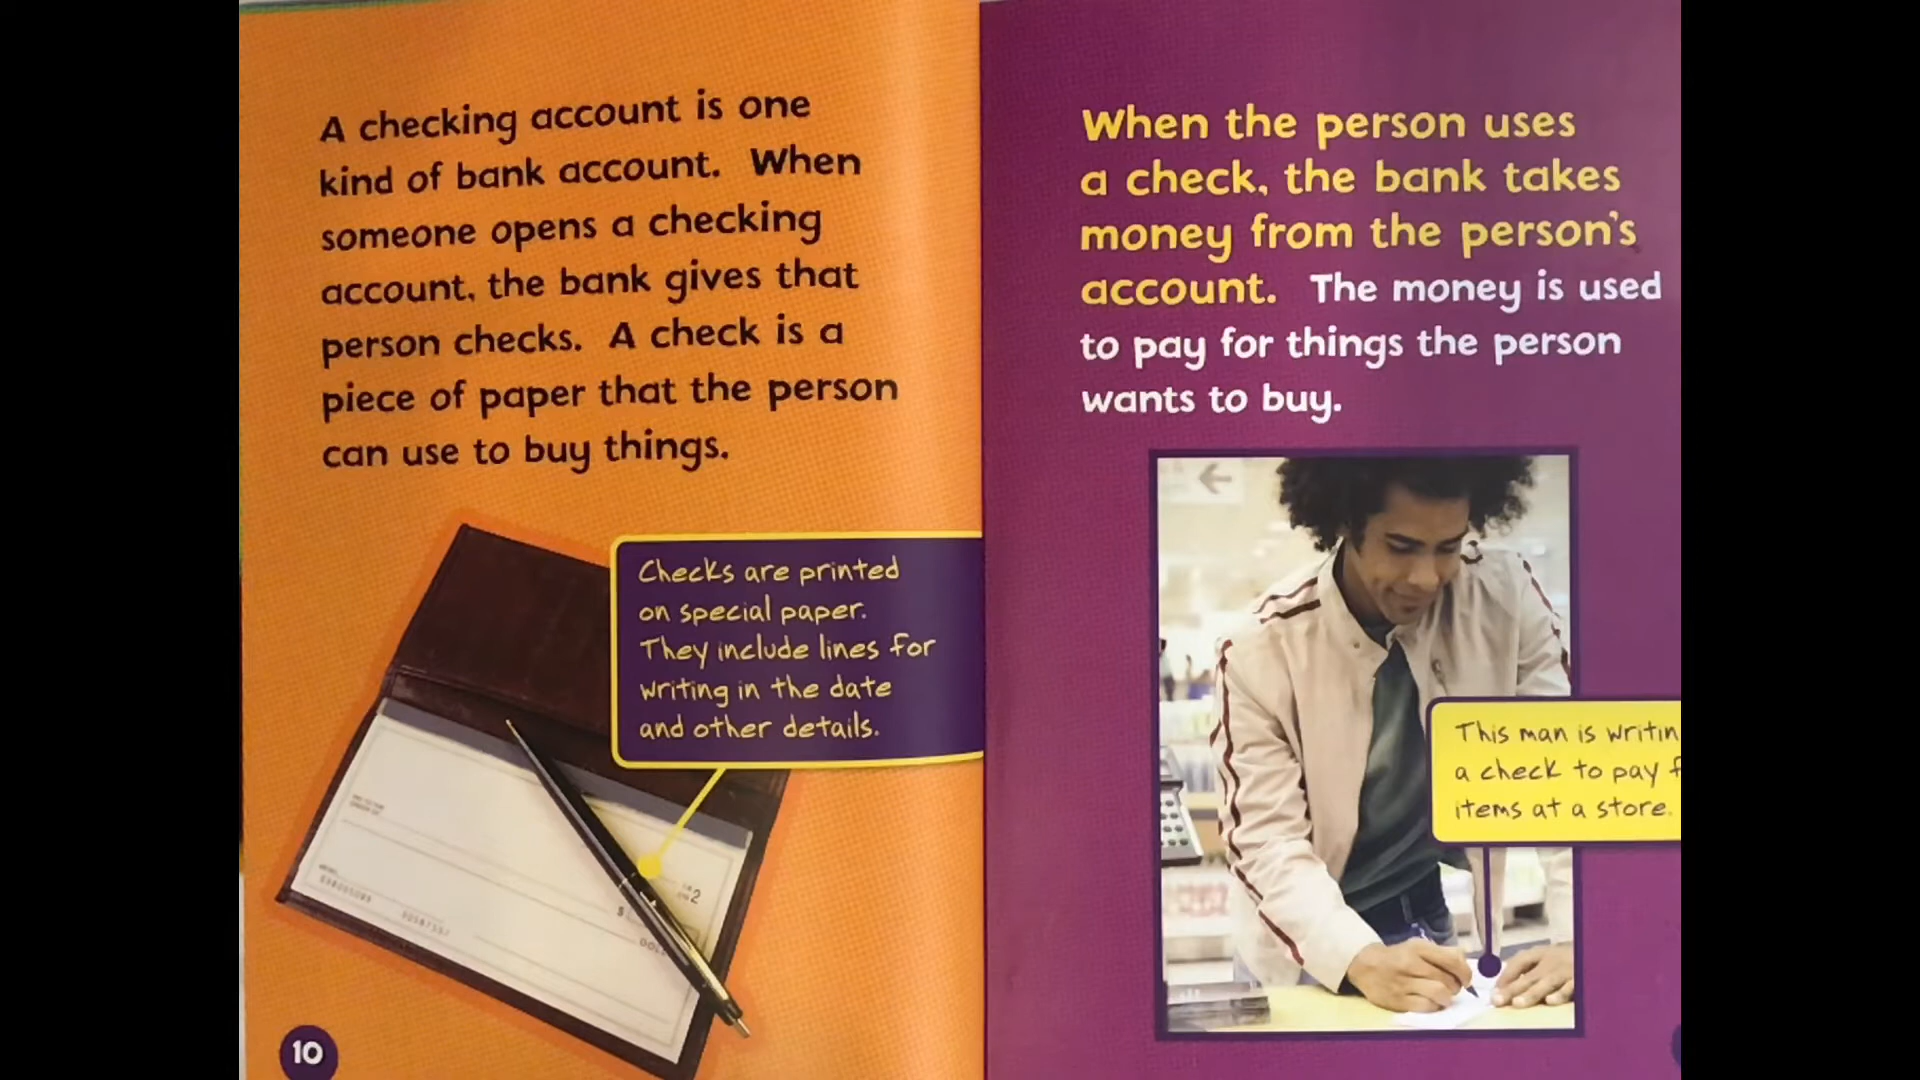 A checking account is one
kind of bank account. When
someone opens a checking
account, the bank gives that
person checks. A check is a
piece of paper that the person
can use to buy things.
Checks are printed
on special paper.
They include lines for
writing in the date
and other details.
$
10
When the person uses
a check, the bank takes
money from the person's
account. The money is used
to pay for things the person
wants to buy.
This man is writin
a check to pay f
items at a store.